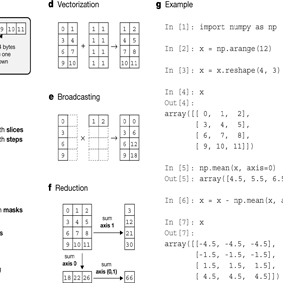 9 10 11
bytes
one
own
th slices
th steps
n masks
s
g
d Vectorization
0 1
3 4
6 7
9 10
+
1 1
1 1
1 1
1 1
→
1 2
4 5
7 8
10 11
e Broadcasting
0
3
6
9
×
1 2
→
0 0
3 6
6 12
9 18
f Reduction
0 1 2
3 4 5
6 7 8
9 10 11
sum
axis 1
3
12
21
30
sum
axis 0
sum
axis (0,1)
18 22 26
66
g Example
In [1]: import numpy as np
In [2]: x = np.arange(12)
In [3]: x = x.reshape(4, 3)
In [4]: x
Out[4]:
array([[ 0, 1, 2],
[ 3, 4, 5],
[ 6, 7, 8],
[ 9, 10, 11]])
In [5]: np.mean(x, axis=0)
Out[5]: array([4.5, 5.5, 6.5
In [6]: x = x - np.mean(x, a
In [7]: x
Out[7]:
array([[-4.5, -4.5, -4.5],
[-1.5, -1.5, -1.5],
[ 1.5, 1.5, 1.5],
[ 4.5, 4.5, 4.5]])